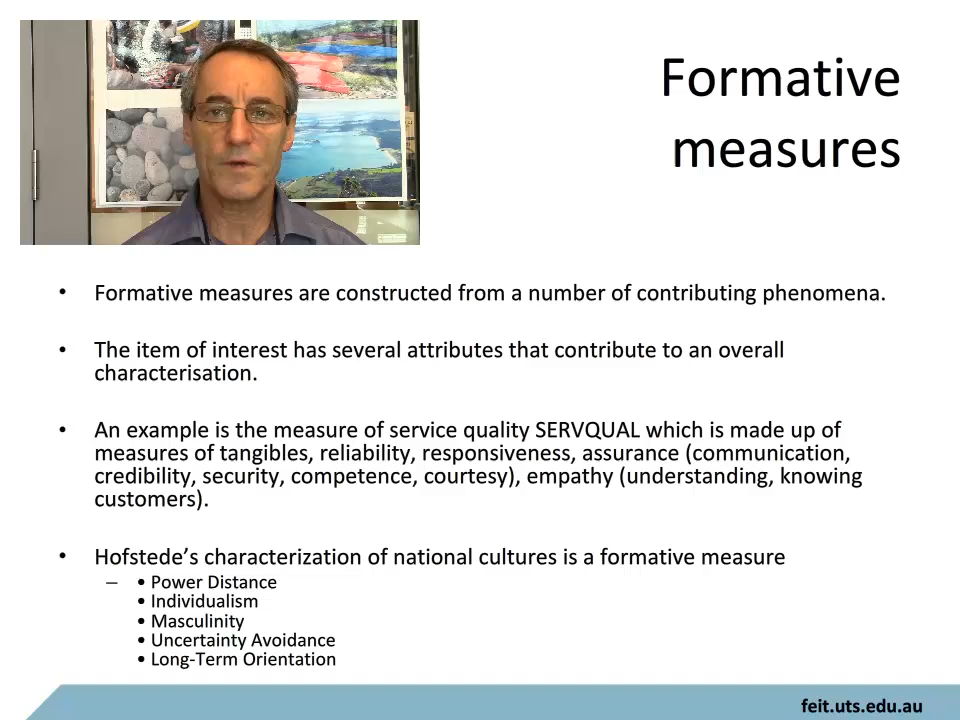 Formative
measures
• Formative measures are constructed from a number of contributing phenomena.
• The item of interest has several attributes that contribute to an overall
characterisation.
• An example is the measure of service quality SERVQUAL which is made up of
measures of tangibles, reliability, responsiveness, assurance (communication,
credibility, security, competence, courtesy), empathy (understanding, knowing
customers).
• Hofstede’s characterization of national cultures is a formative measure
– • Power Distance
• Individualism
• Masculinity
• Uncertainty Avoidance
• Long-Term Orientation
feit.uts.edu.au